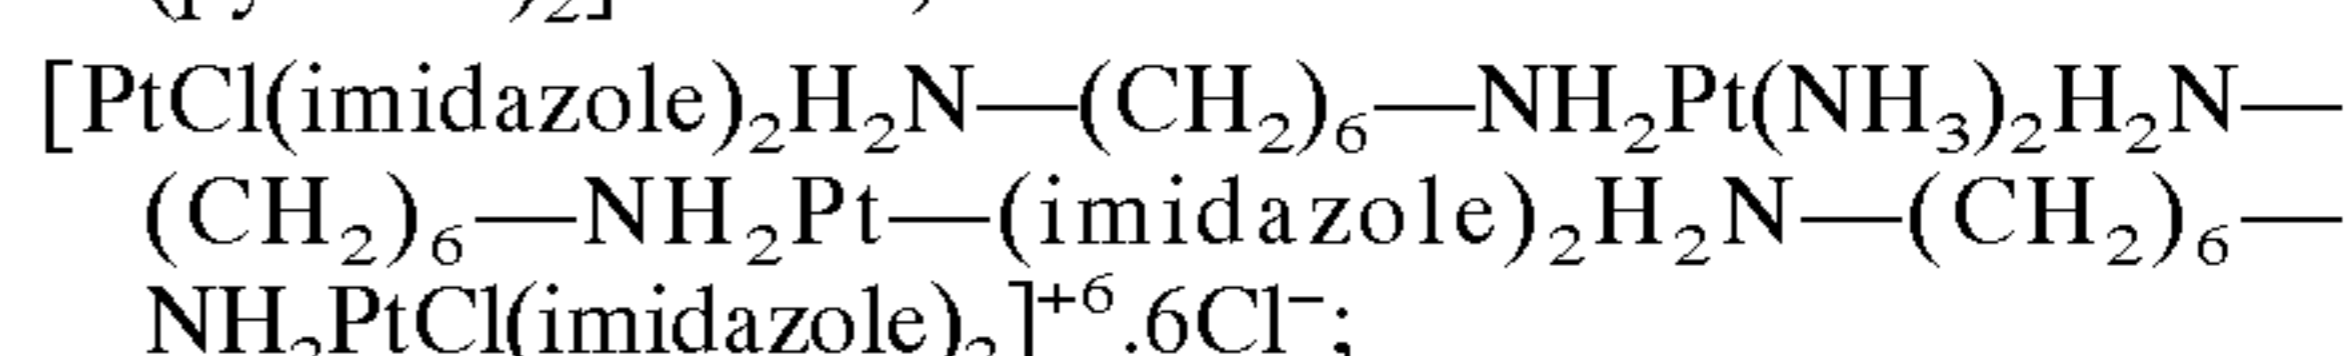 [PtCl(imidazole)₂H₂N—(CH₂)₆—NH₂Pt(NH₃)₂H₂N—
(CH₂)₆—NH₂Pt—(imidazole)₂H₂N—(CH₂)₆—
NH₂PtCl(imidazole)₂]⁺⁶.6Cl⁻;